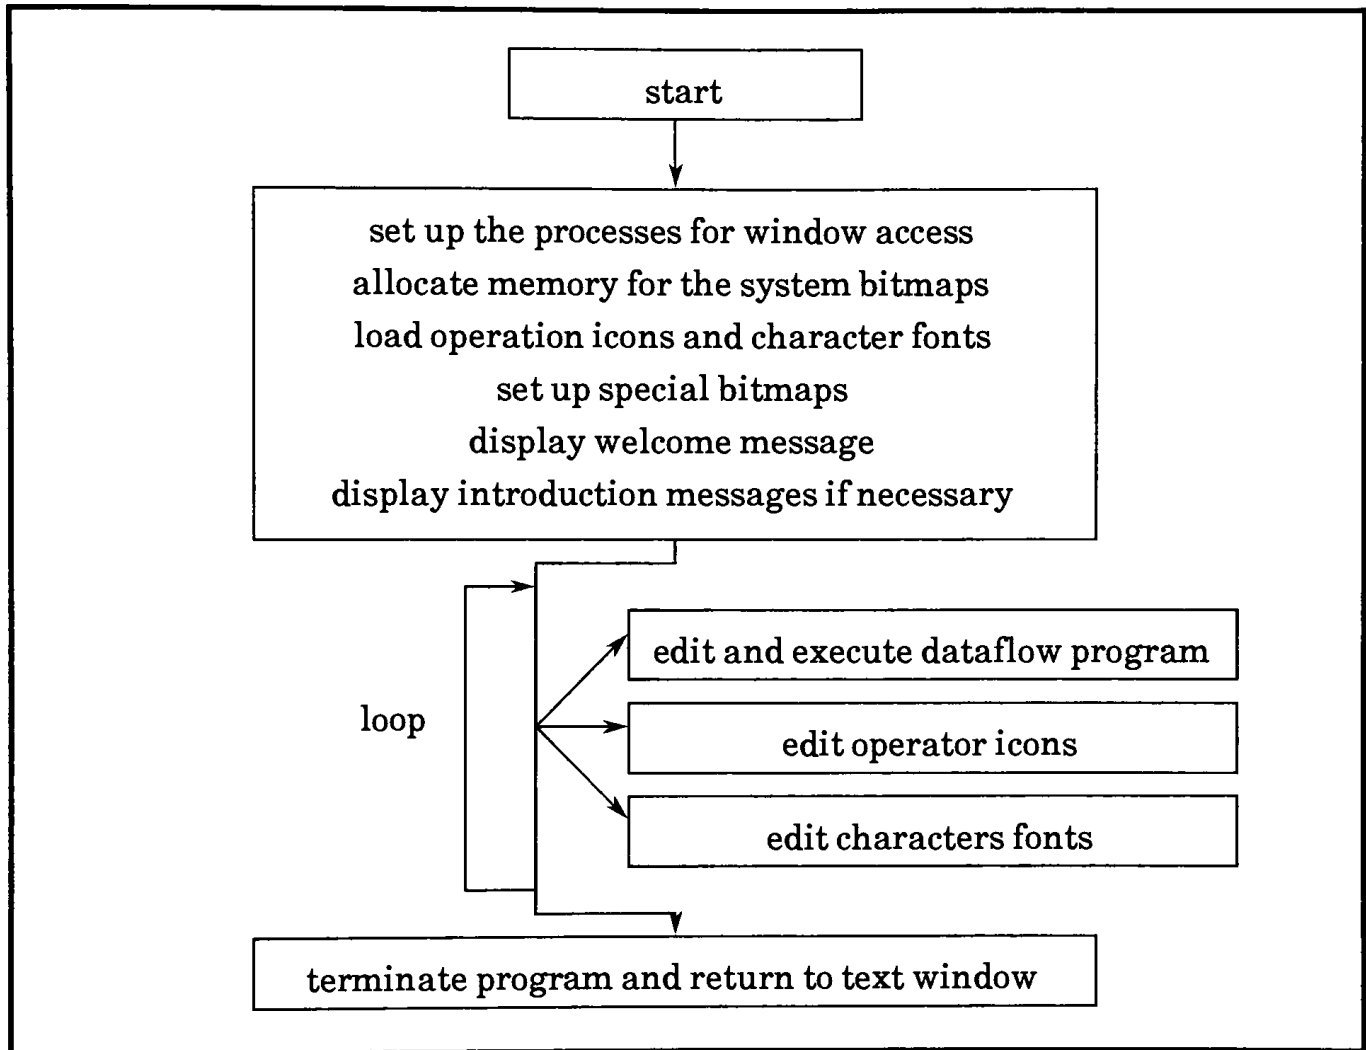 start
set up the processes for window access
allocate memory for the system bitmaps
load operation icons and character fonts
set up special bitmaps
display welcome message
display introduction messages if necessary
edit and execute dataflow program
loop
edit operator icons
edit characters fonts
terminate program and return to text window